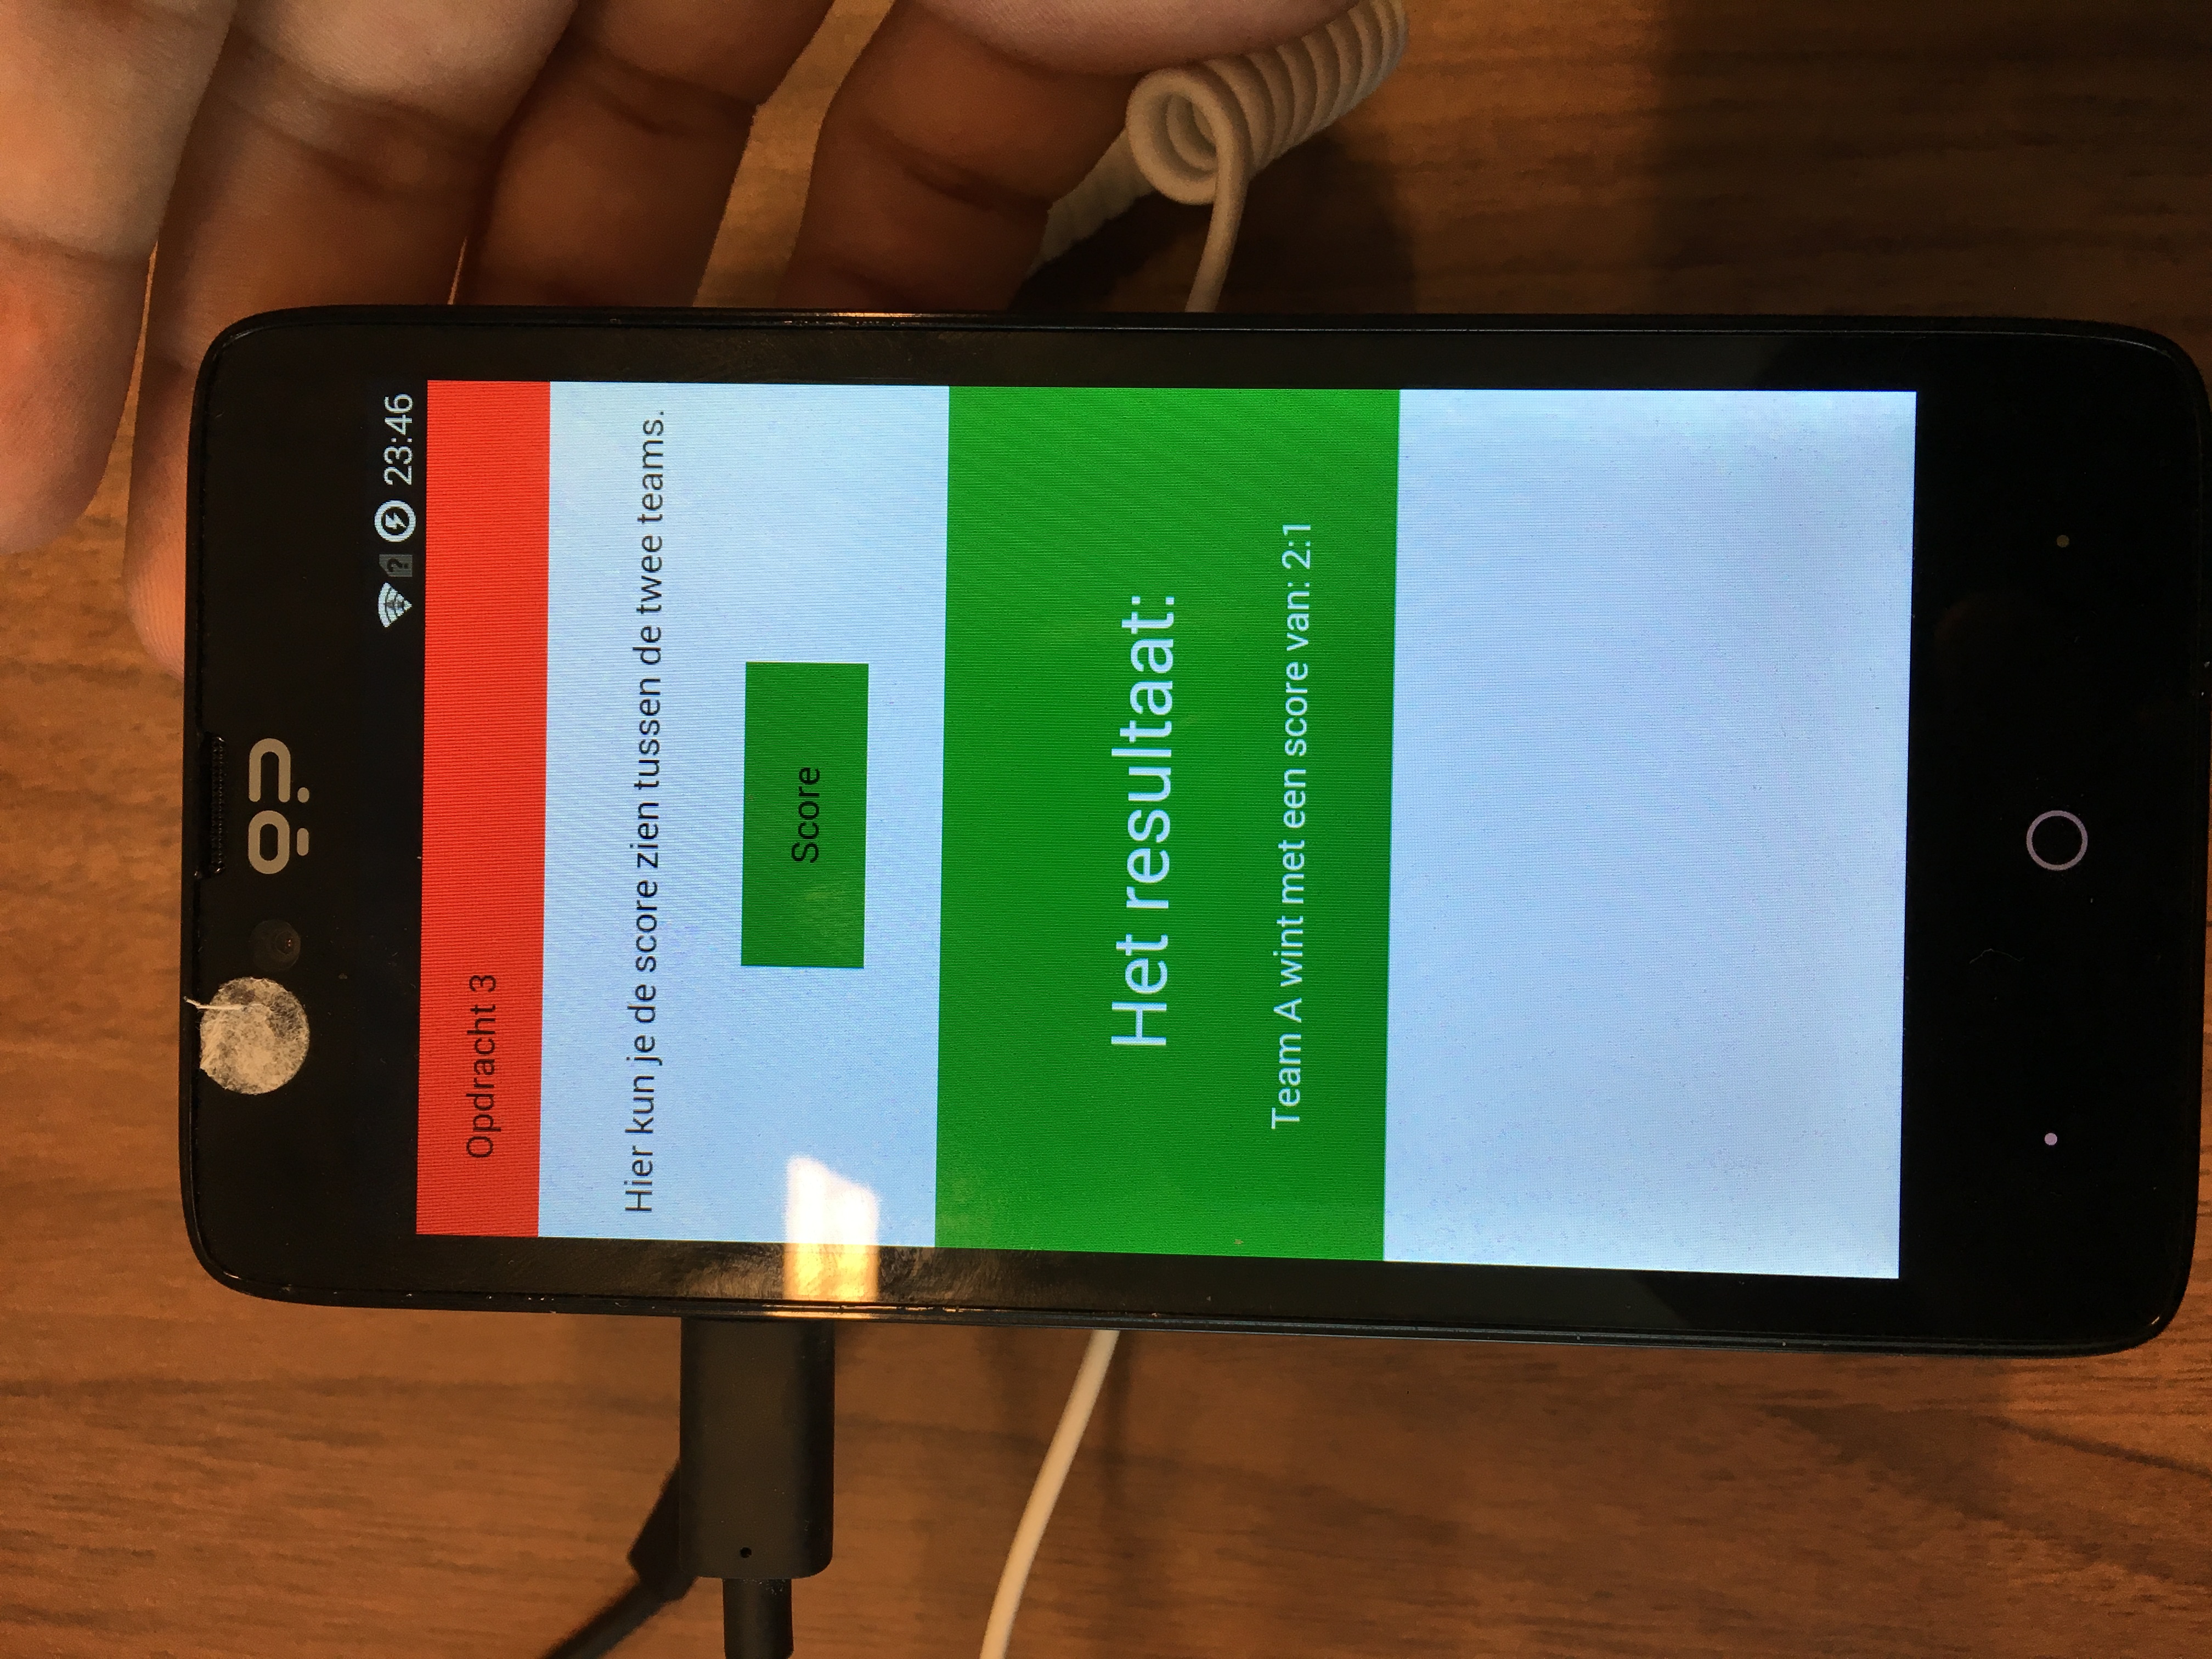 23:46
Opdracht 3
Hier kun je de score zien tussen de twee teams.
Score
Het resultaat:
Team A wint met een score van: 2:1